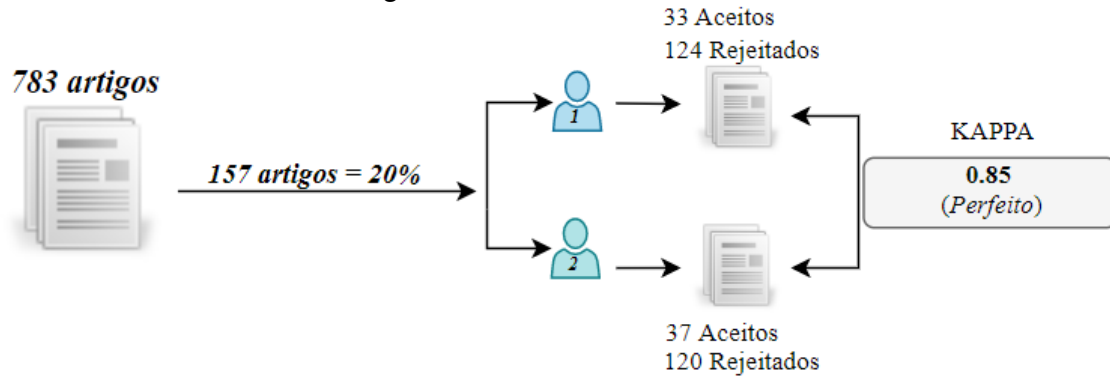 33 Aceitos
124 Rejeitados
783 artigos
1
157 artigos = 20%
KAPPA
0.85
(Perfeito)
2
37 Aceitos
120 Rejeitados